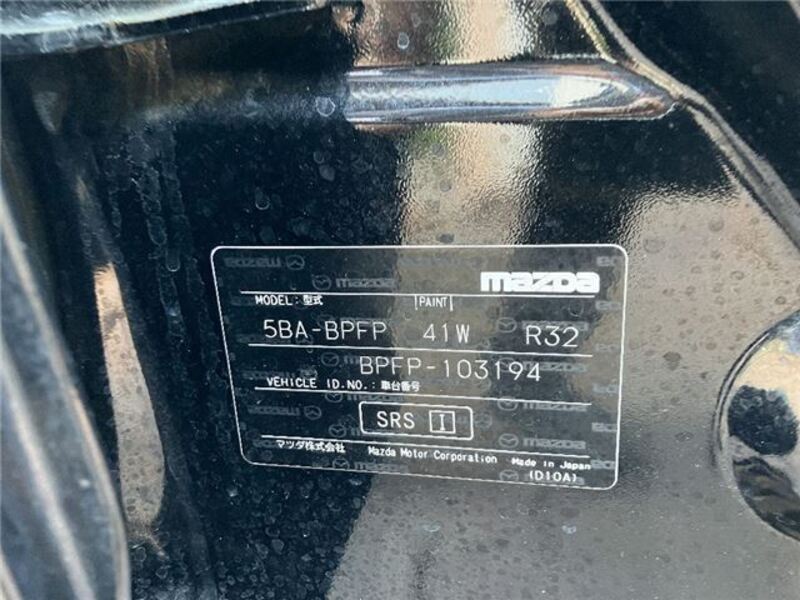 mazda
MODEL: 型式 PAINT
5BA-BPFP 41W R32
BPFP-103194
VEHICLE ID.NO.: 車台番号
SRS I
マツダ株式会社 Mazda Motor Corporation Made in Japan
(D10A)